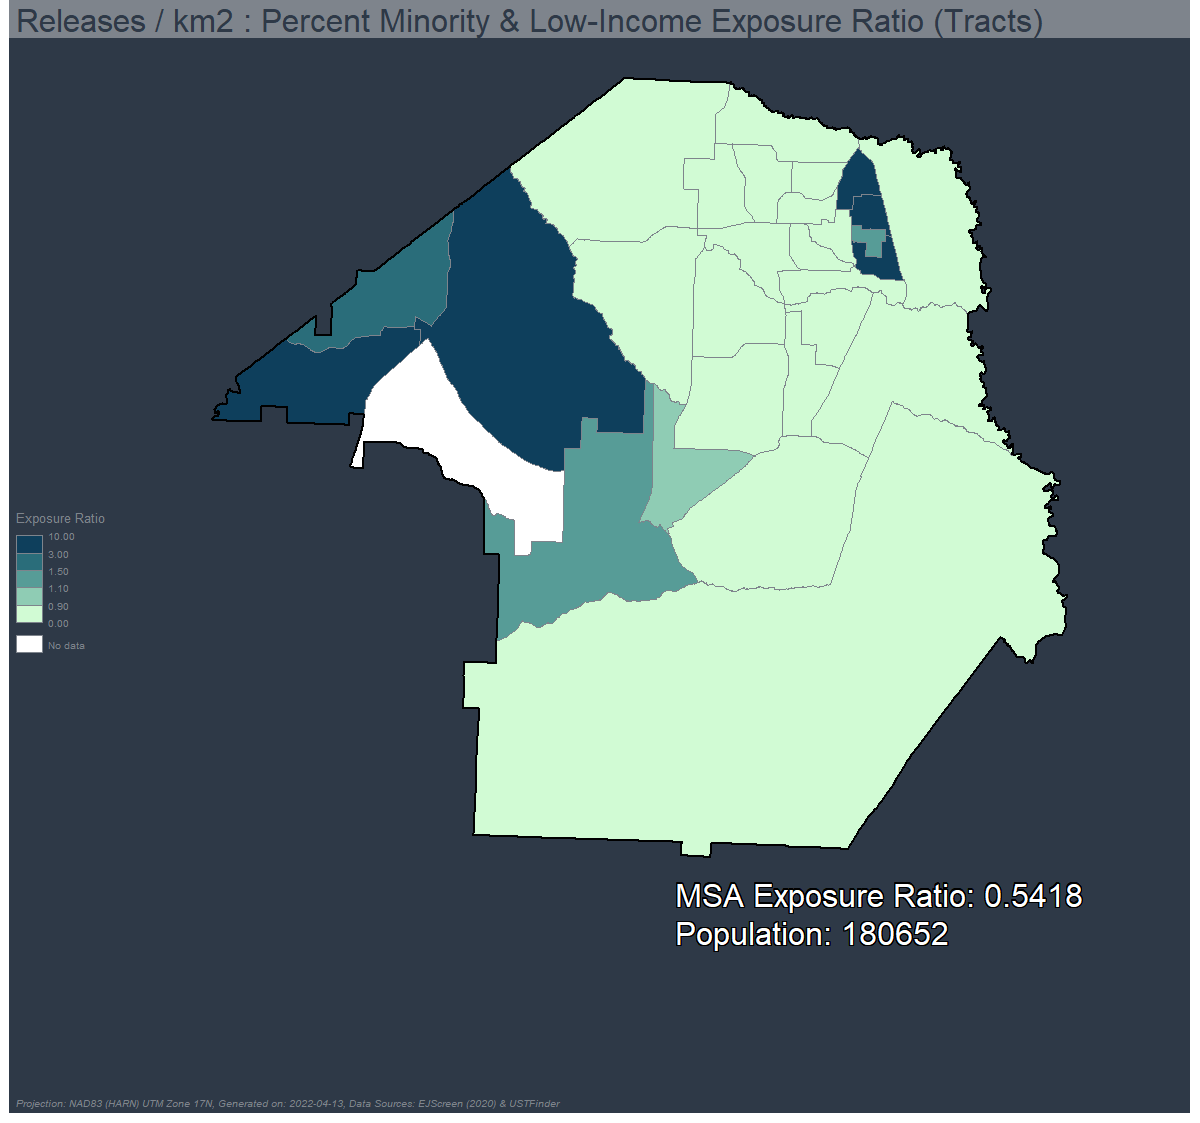 Releases / km2 : Percent Minority & Low-Income Exposure Ratio (Tracts)
Exposure Ratio
10.00
3.00
1.50
1.10
0.90
0.00
No data
MSA Exposure Ratio: 0.5418
Population: 180652
Projection: NAD83 (HARN) UTM Zone 17N, Generated on: 2022-04-13, Data Sources: EJScreen (2020) & USTFinder